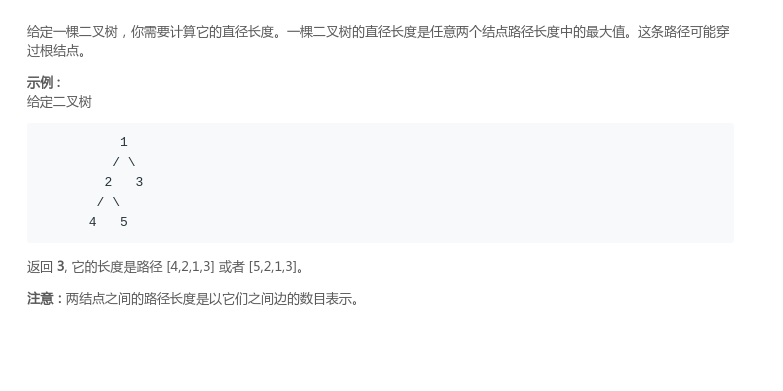 给定一棵二叉树，你需要计算它的直径长度。一棵二叉树的直径长度是任意两个结点路径长度中的最大值。这条路径可能穿
过根结点。
示例 :
给定二叉树
1
/ \
2   3
/ \
4   5
返回 3, 它的长度是路径 [4,2,1,3] 或者 [5,2,1,3]。
注意：两结点之间的路径长度是以它们之间边的数目表示。